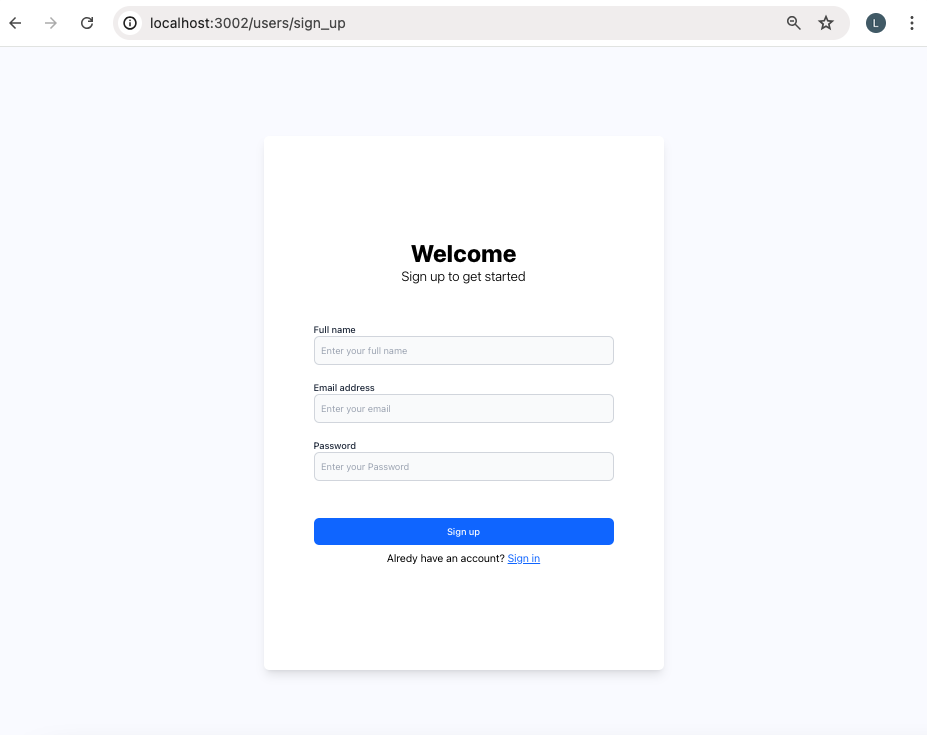 localhost:3002/users/sign_up
L
Welcome
Sign up to get started
Full name
Enter your full name
Email address
Enter your email
Password
Enter your Password
Sign up
Alredy have an account? Sign in